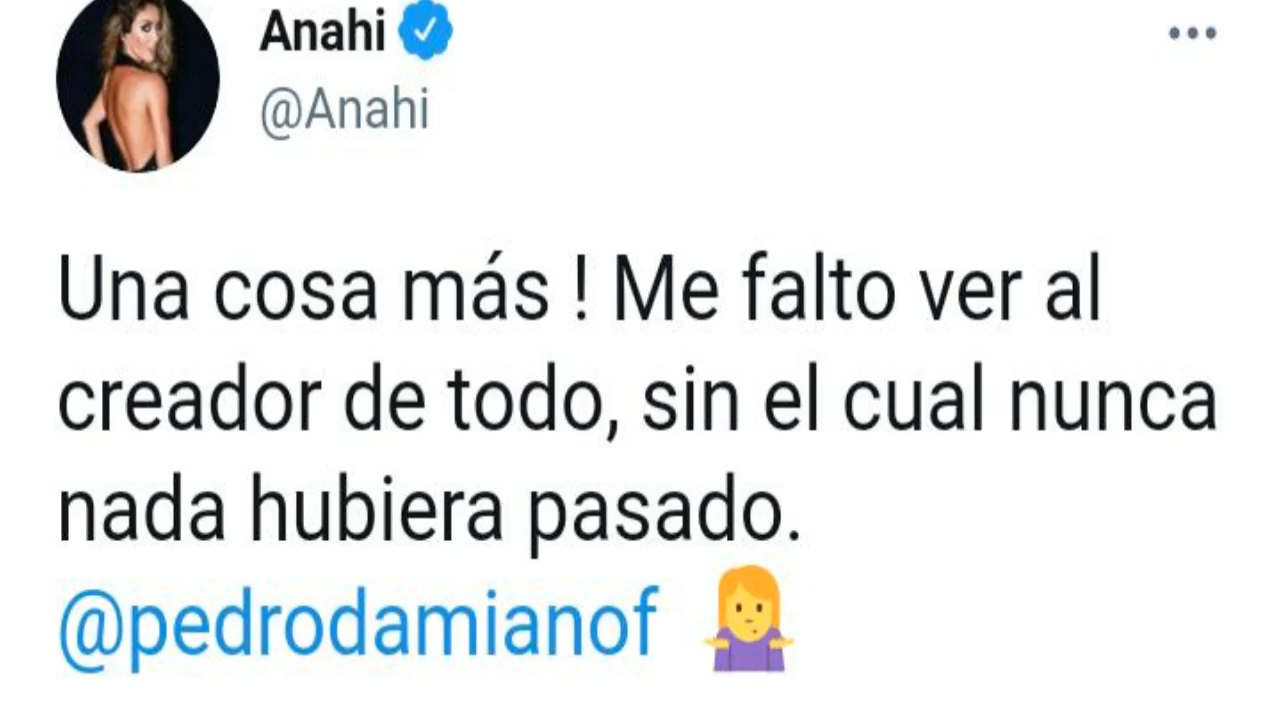 Anahi
@Anahi
Una cosa más ! Me falto ver al
creador de todo, sin el cual nunca
nada hubiera pasado.
@pedrodamianof 🤷‍♀️